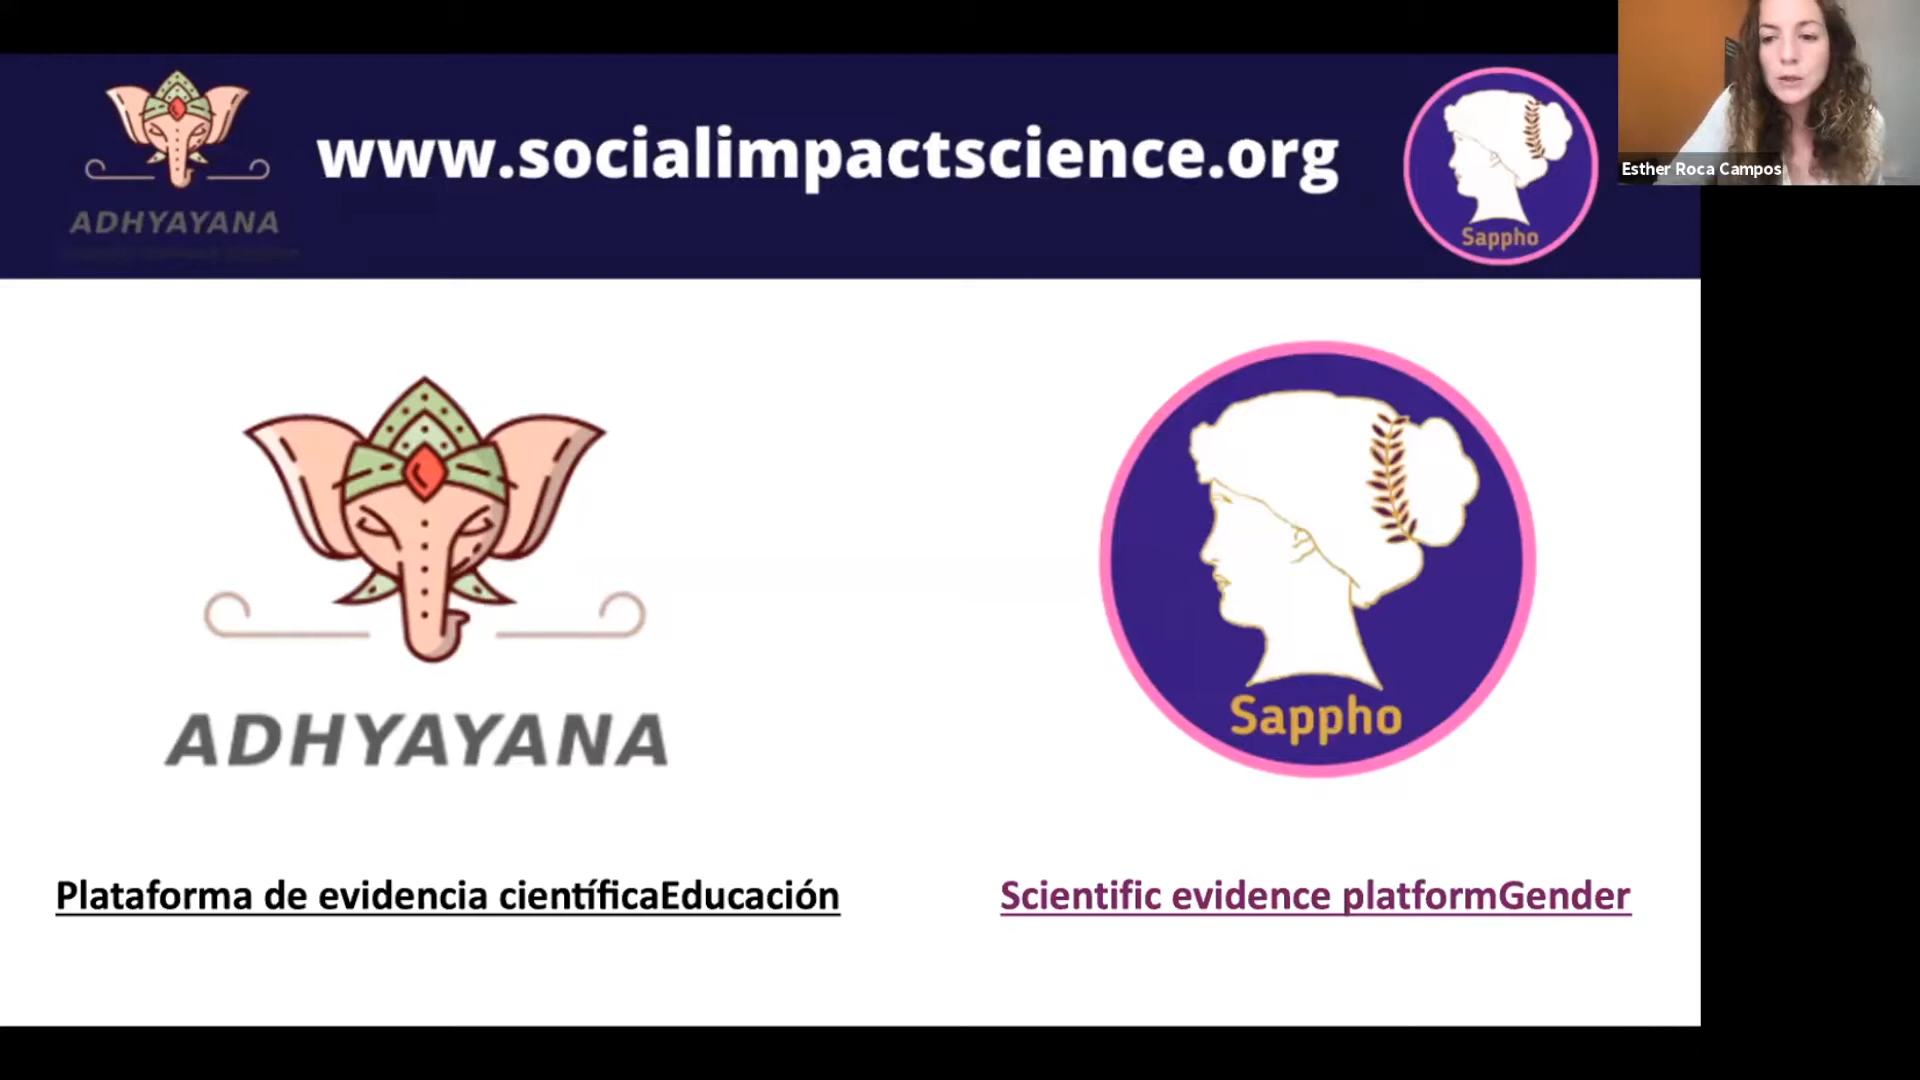 www.socialimpactscience.org
ADHYAYANA
Sappho
Esther Roca Campos
ADHYAYANA
Sappho
Plataforma de evidencia científicaEducación
Scientific evidence platformGender